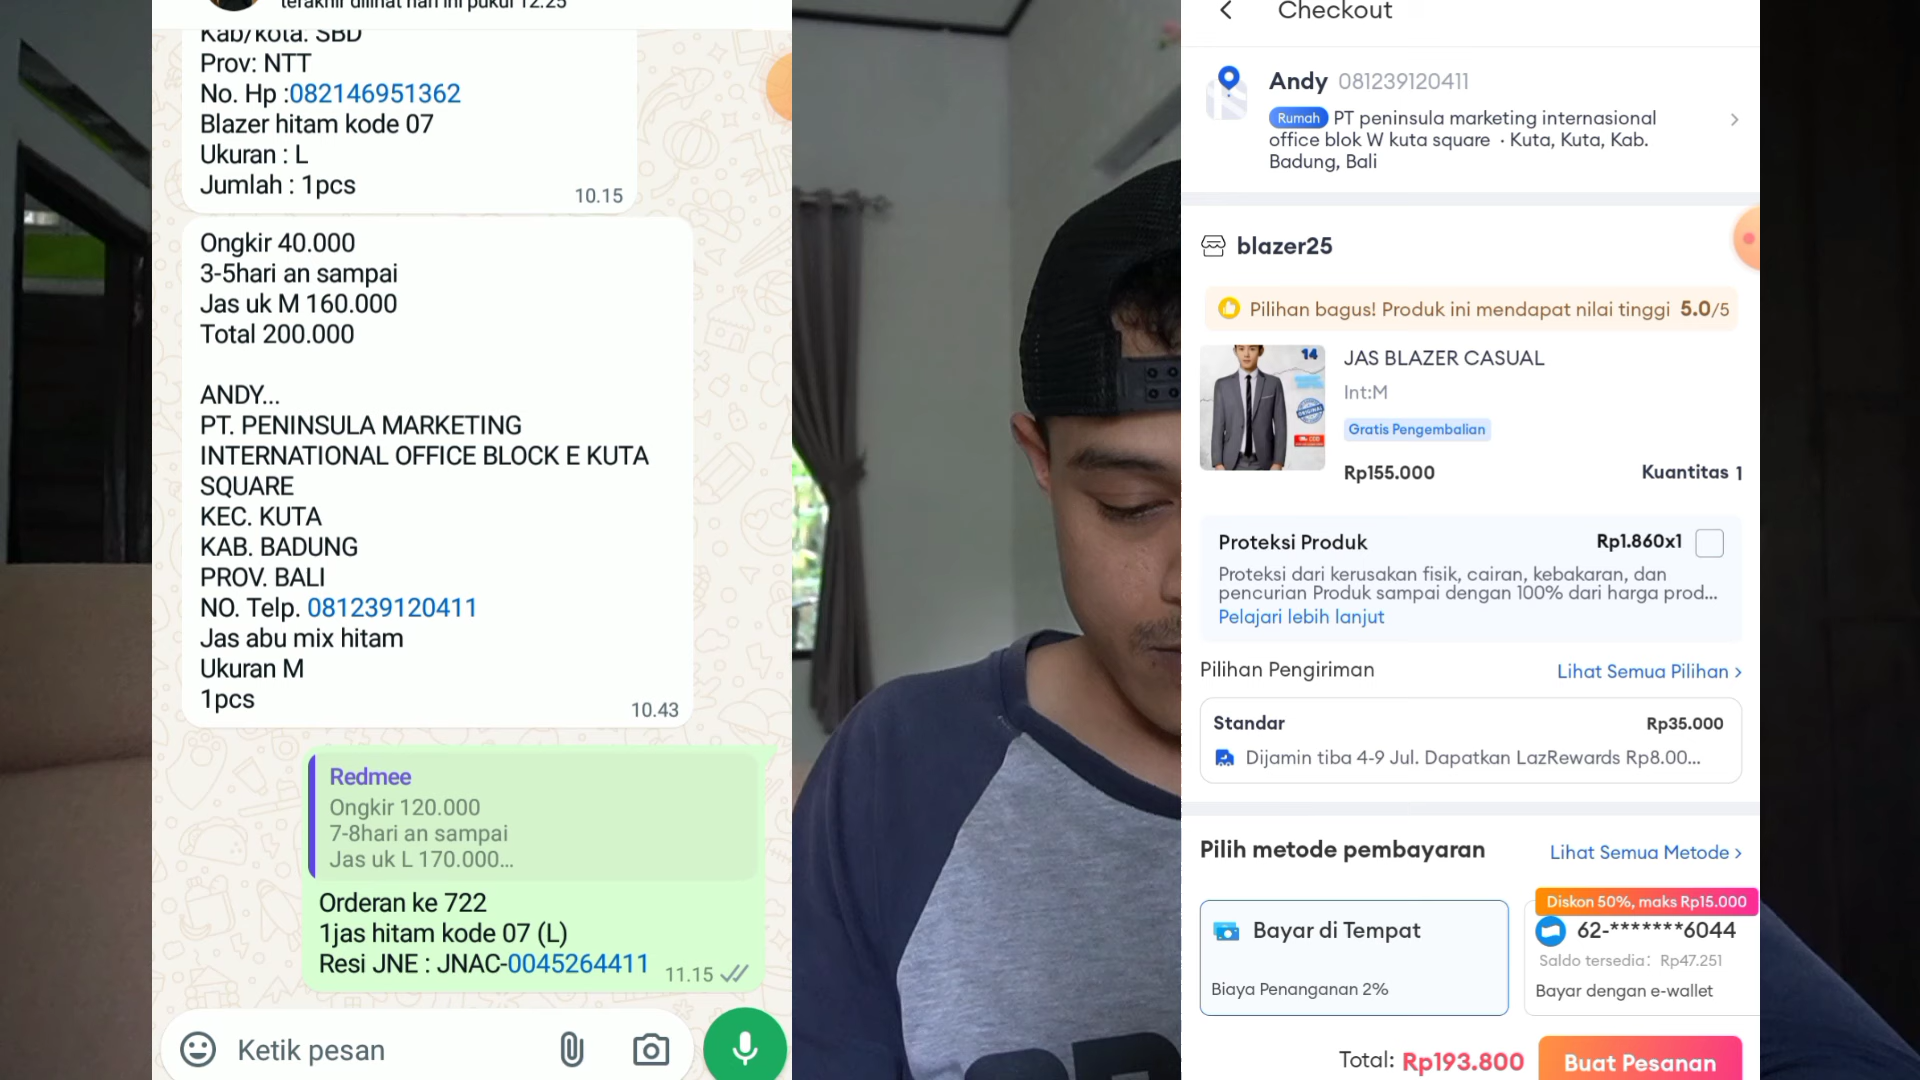 terakhir dilihat hari ini pukul 12.25
Kab/kota. SBD
Prov: NTT
No. Hp :082146951362
Blazer hitam kode 07
Ukuran : L
Jumlah : 1pcs
10.15
Ongkir 40.000
3-5hari an sampai
Jas uk M 160.000
Total 200.000
ANDY...
PT. PENINSULA MARKETING
INTERNATIONAL OFFICE BLOCK E KUTA
SQUARE
KEC. KUTA
KAB. BADUNG
PROV. BALI
NO. Telp. 081239120411
Jas abu mix hitam
Ukuran M
1pcs
10.43
Redmee
Ongkir 120.000
7-8hari an sampai
Jas uk L 170.000...
Orderan ke 722
1jas hitam kode 07 (L)
Resi JNE : JNAC-0045264411
11.15
Ketik pesan
Checkout
Andy 081239120411
Rumah PT peninsula marketing internasional
office blok W kuta square · Kuta, Kuta, Kab.
Badung, Bali
blazer25
Pilihan bagus! Produk ini mendapat nilai tinggi 5.0/5
14
JAS BLAZER CASUAL
Int:M
Gratis Pengembalian
Rp155.000
Kuantitas 1
Proteksi Produk
Rp1.860x1
Proteksi dari kerusakan fisik, cairan, kebakaran, dan
pencurian Produk sampai dengan 100% dari harga prod...
Pelajari lebih lanjut
Pilihan Pengiriman
Lihat Semua Pilihan >
Standar
Rp35.000
Dijamin tiba 4-9 Jul. Dapatkan LazRewards Rp8.00...
Pilih metode pembayaran
Lihat Semua Metode >
Diskon 50%, maks Rp15.000
Bayar di Tempat
62-*******6044
Saldo tersedia: Rp47.251
Biaya Penanganan 2%
Bayar dengan e-wallet
Total: Rp193.800
Buat Pesanan